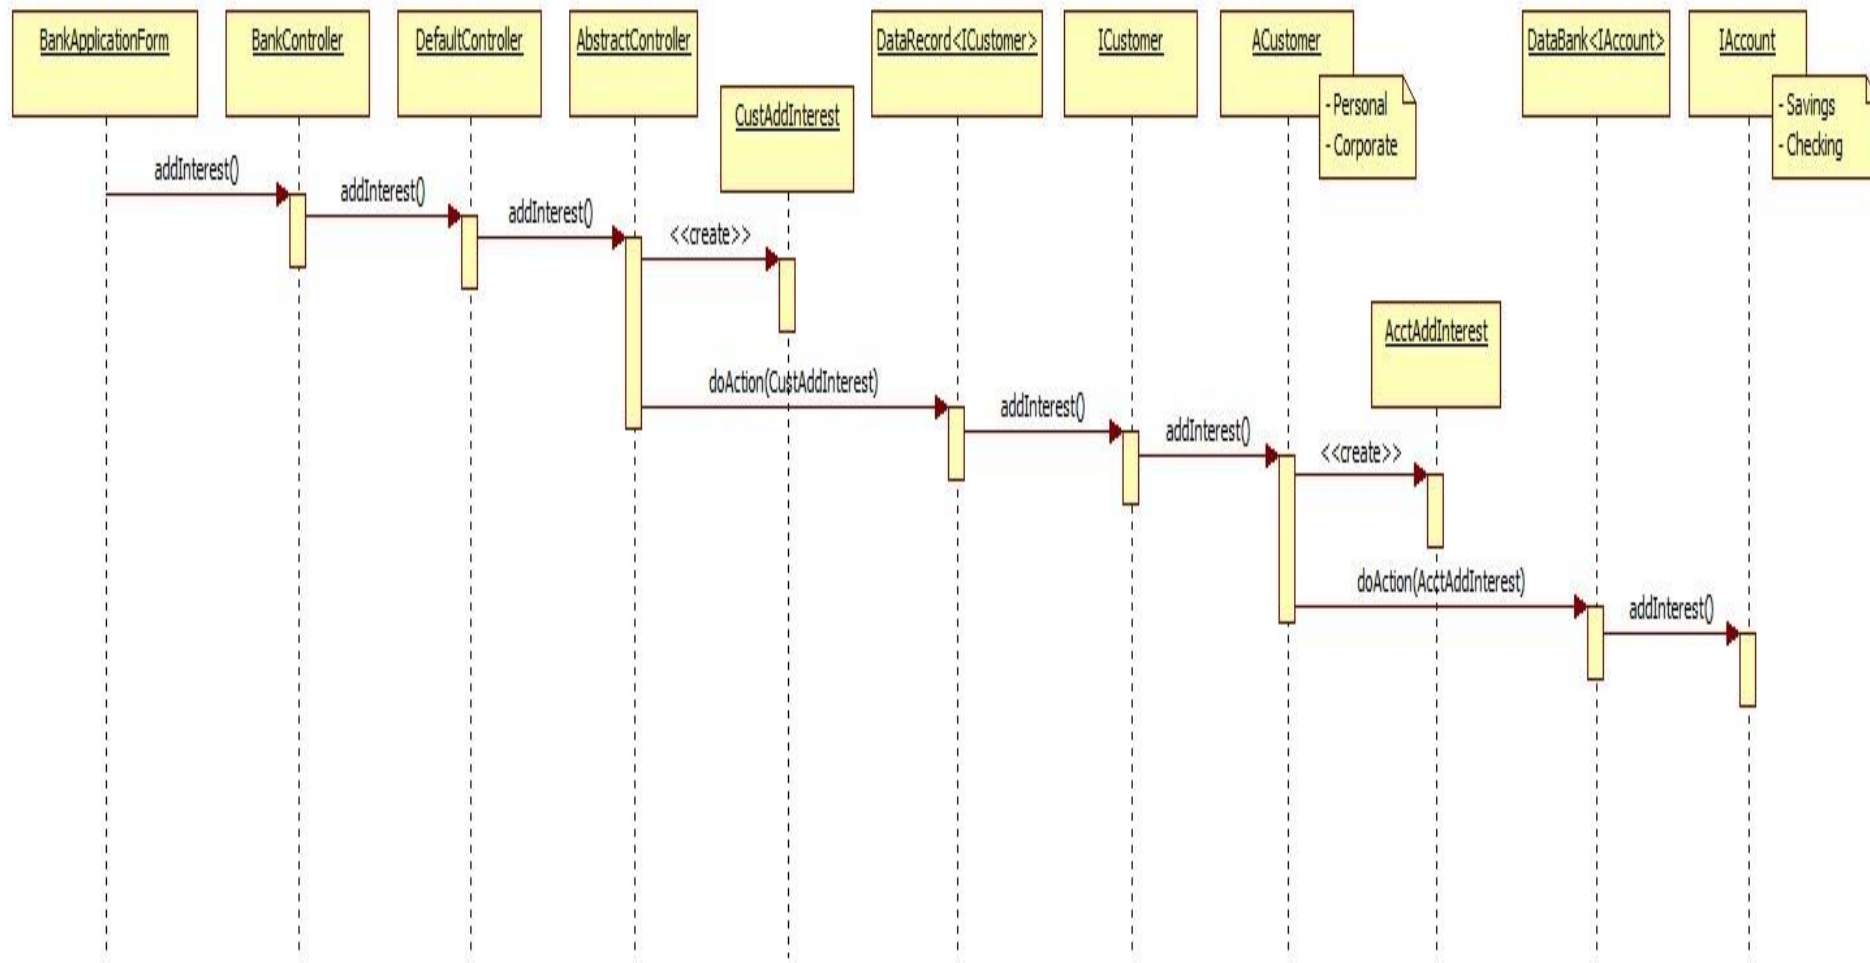 BankApplicationForm
BankController
DefaultController
AbstractController
DataRecord<ICustomer>
ICustomer
ACustomer
DataBank<IAccount>
IAccount
CustAddInterest
- Personal
- Corporate
- Savings
- Checking
addInterest()
addInterest()
addInterest()
<<create>>
AcctAddInterest
doAction(CustAddInterest)
addInterest()
addInterest()
<<create>>
doAction(AcctAddInterest)
addInterest()